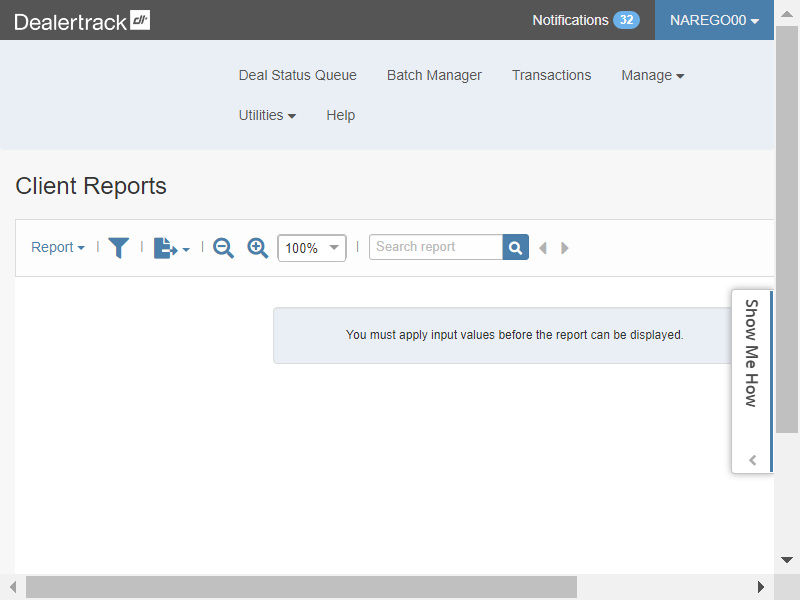 Dealertrack dt
Notifications 32
NAREGO00
Deal Status Queue Batch Manager Transactions Manage
Utilities Help
Client Reports
Report 100% Search report
You must apply input values before the report can be displayed.
Show Me How